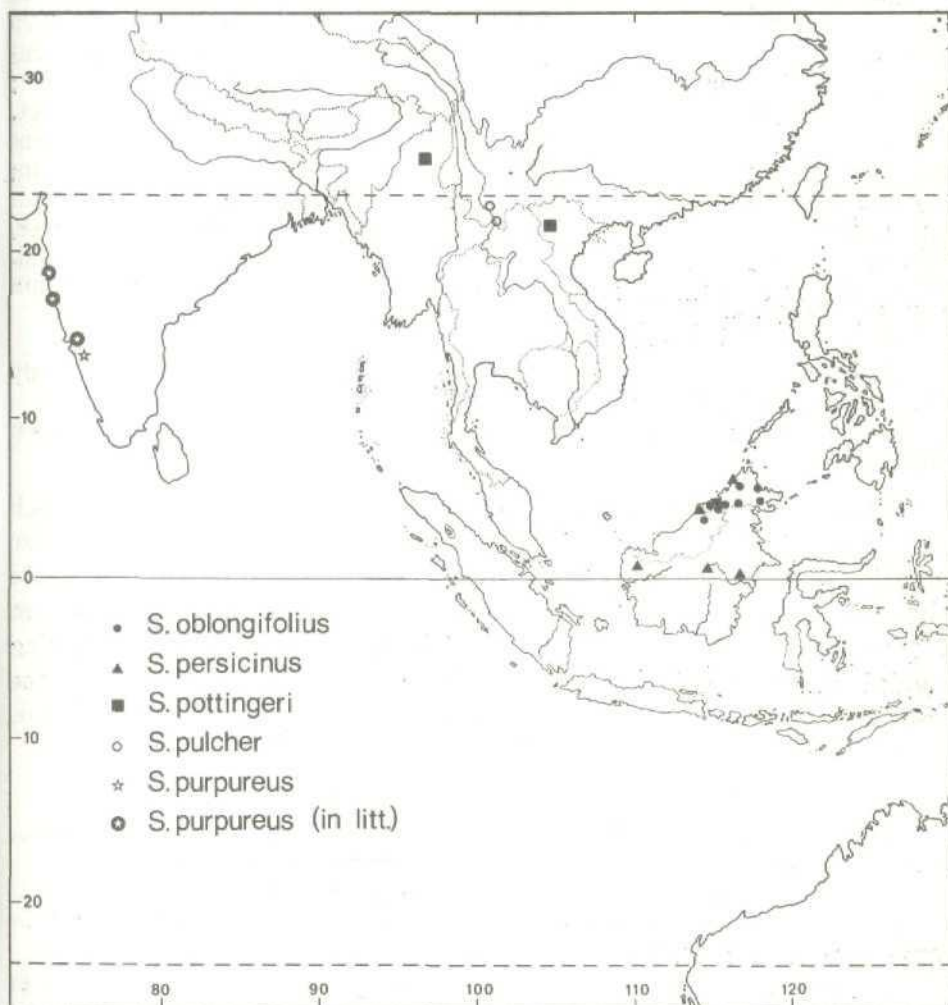 30
20
10
0
S. oblongifolius
S. persicinus
S. pottingeri
S. pulcher
S. purpureus
S. purpureus (in litt.)
10
20
80 90 100 110 120